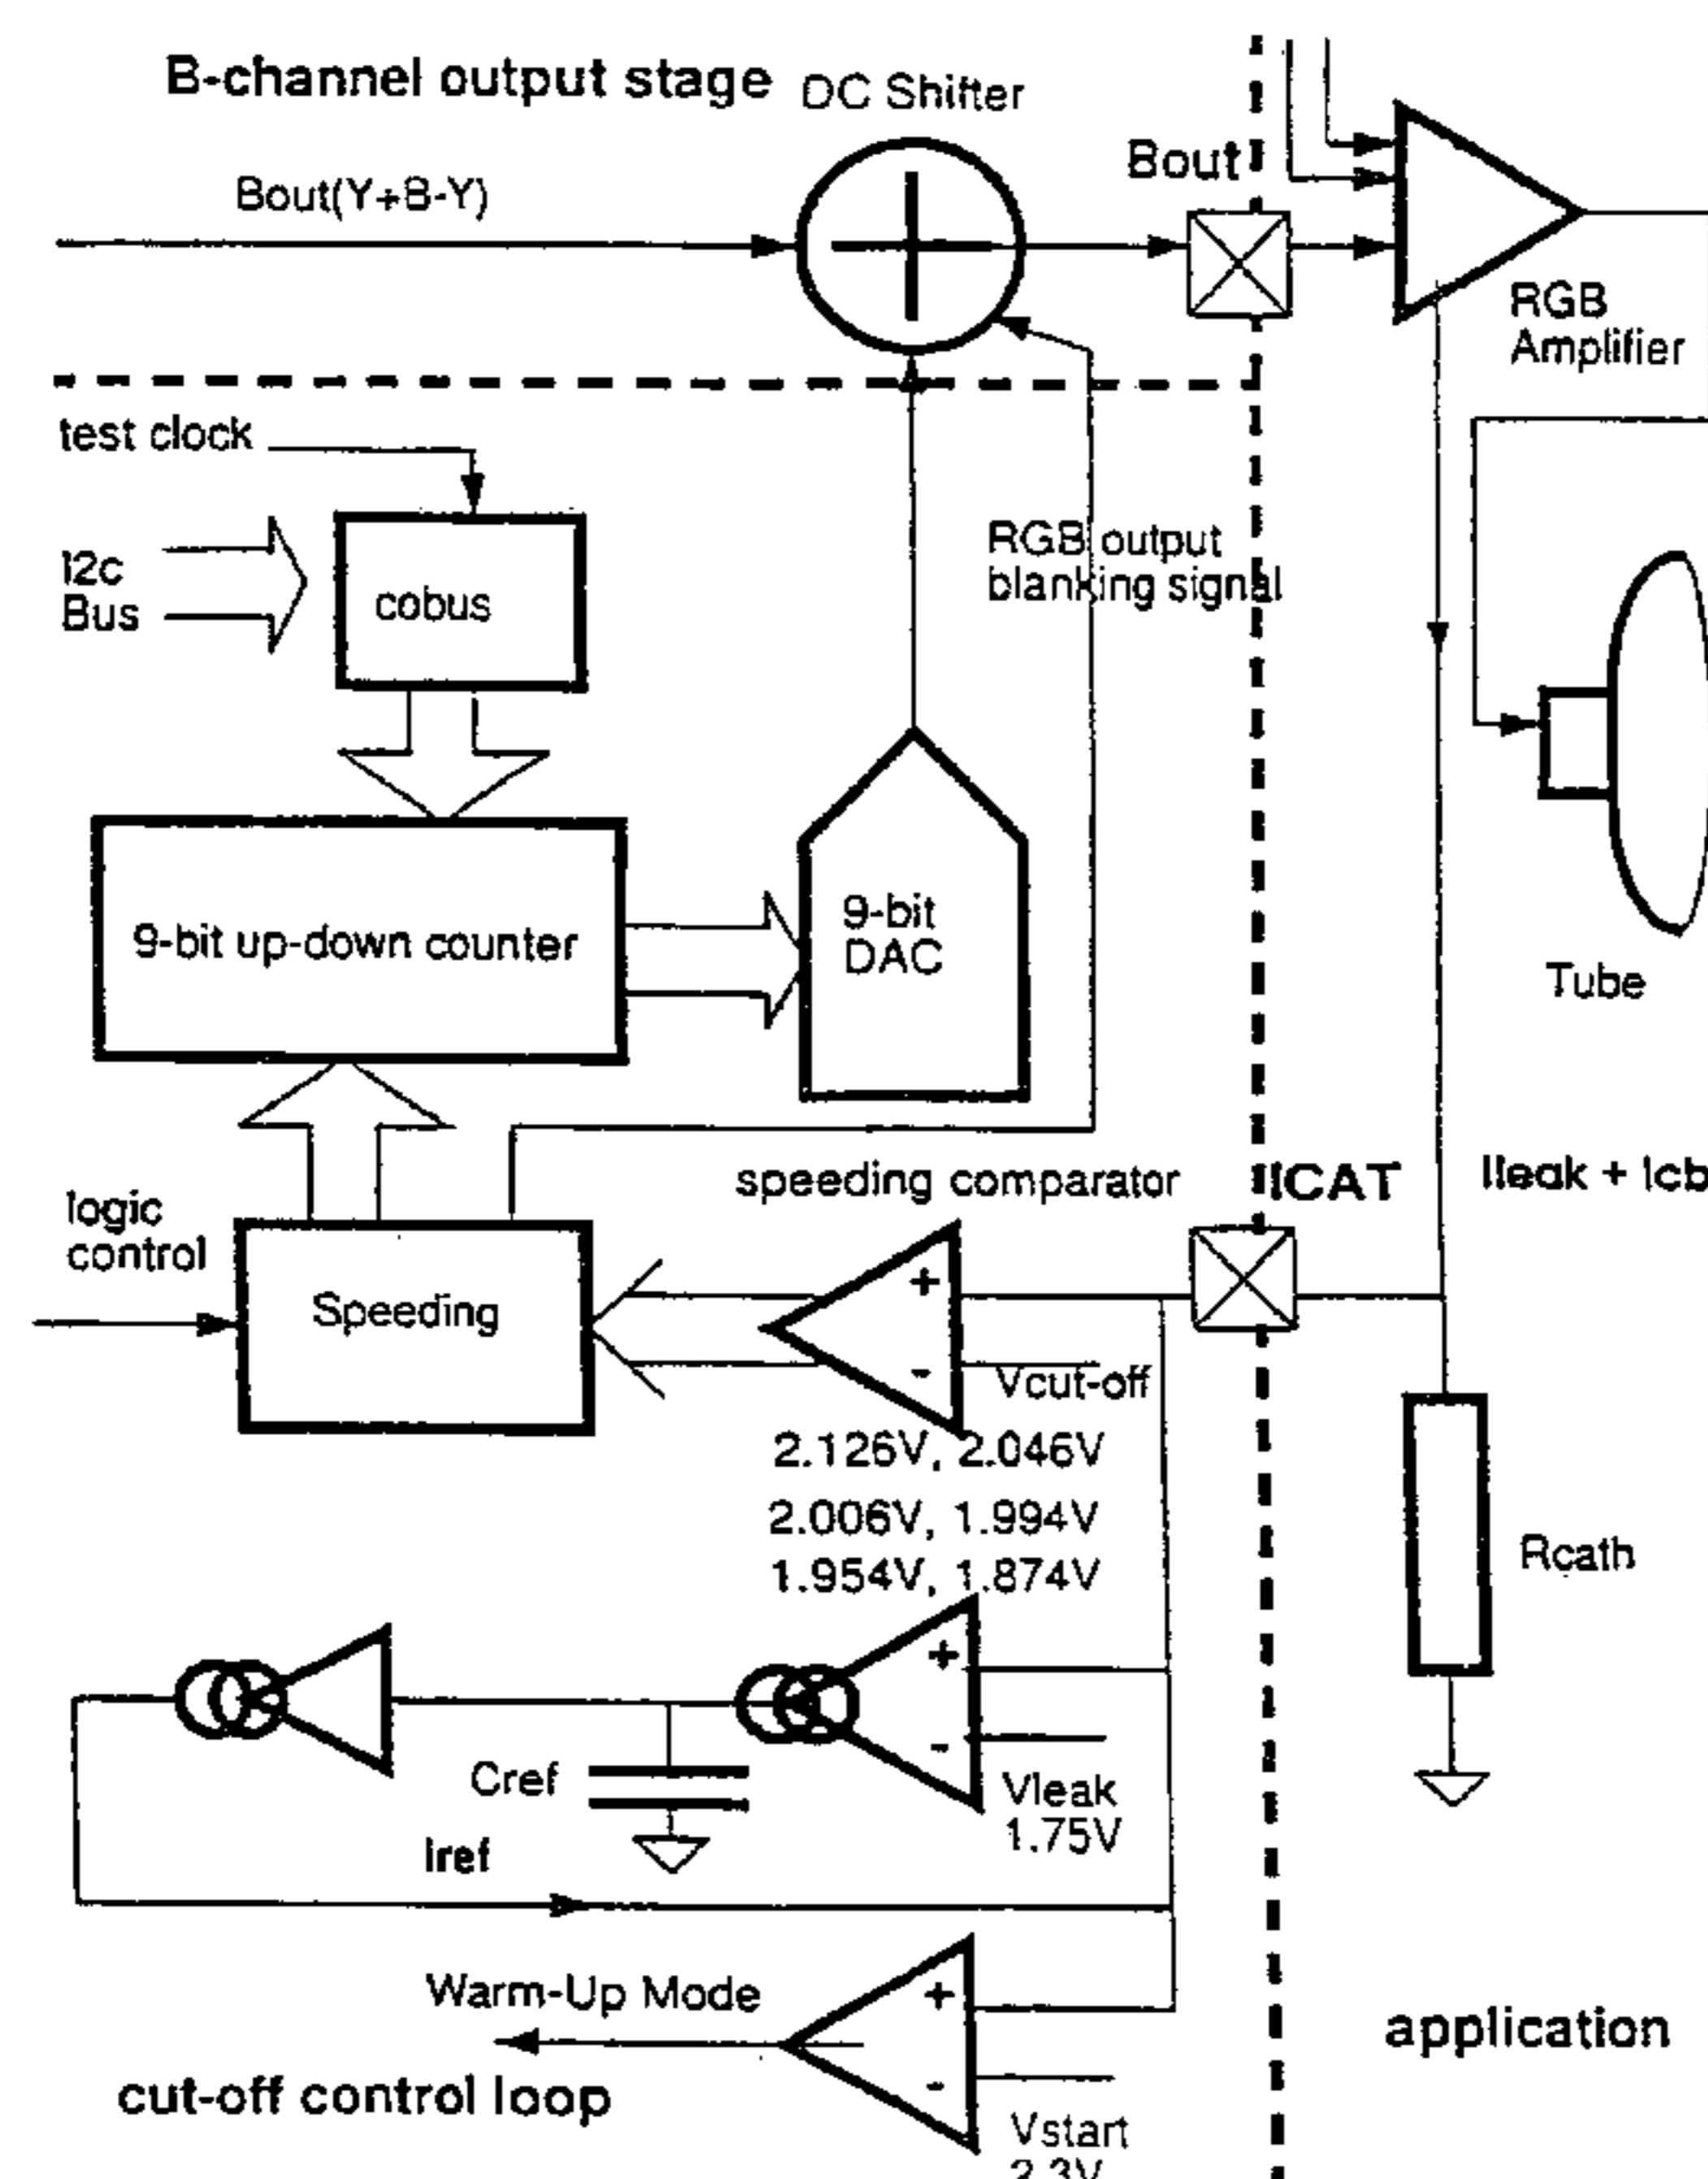 B-channel output stage
DC Shifter
Bout
Bout(Y+B-Y)
RGB
Amplifier
test clock
I2c
Bus
cobus
RGB output
blanking signal
9-bit up-down counter
9-bit
DAC
Tube
speeding comparator
ICAT
Ileak + Icb
logic
control
Speeding
+
-
Vcut-off
2.126V, 2.046V
2.006V, 1.994V
1.954V, 1.874V
Rcath
+
-
Cref
Vleak
1.75V
Iref
Warm-Up Mode
+
-
application
cut-off control loop
Vstart
2.3V